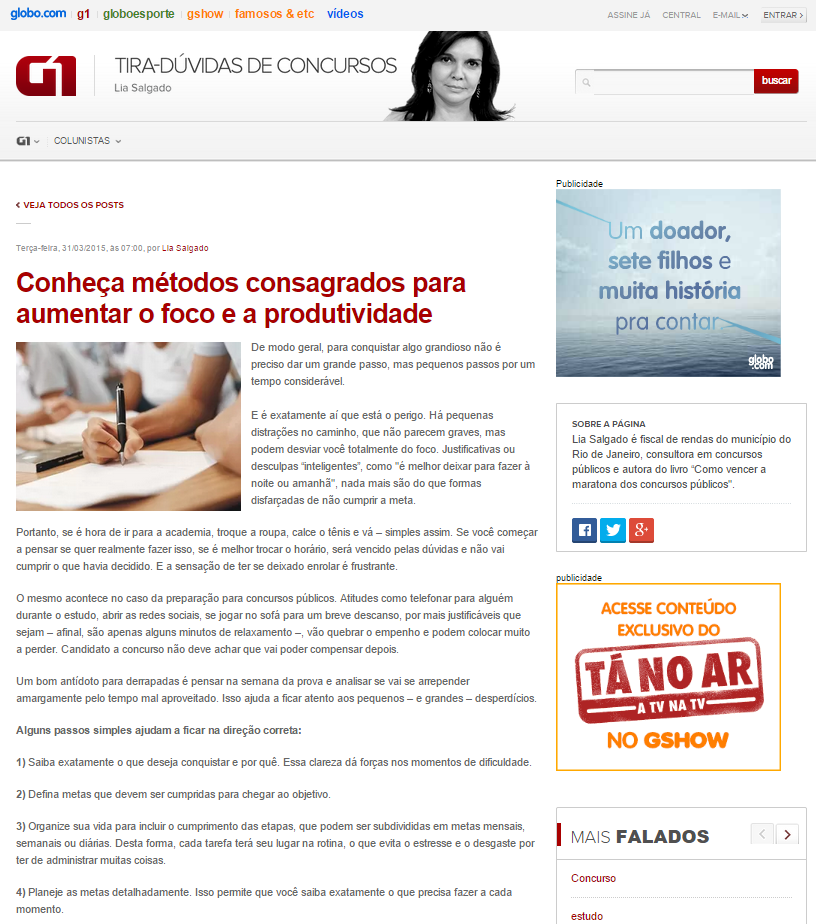 globo.com g1 globoesporte gshow famosos & etc vídeos
ASSINE JÁ CENTRAL E-MAIL ENTRAR
G1
TIRA-DÚVIDAS DE CONCURSOS
Lia Salgado
buscar
G1 COLUNISTAS
VEJA TODOS OS POSTS
Terça-feira, 31/03/2015, às 07:00, por Lia Salgado
Conheça métodos consagrados para
aumentar o foco e a produtividade
De modo geral, para conquistar algo grandioso não é
preciso dar um grande passo, mas pequenos passos por um
tempo considerável.
E é exatamente aí que está o perigo. Há pequenas
distrações no caminho, que não parecem graves, mas
podem desviar você totalmente do foco. Justificativas ou
desculpas “inteligentes”, como "é melhor deixar para fazer à
noite ou amanhã", nada mais são do que formas
disfarçadas de não cumprir a meta.
Portanto, se é hora de ir para a academia, troque a roupa, calce o tênis e vá – simples assim. Se você começar
a pensar se quer realmente fazer isso, se é melhor trocar o horário, será vencido pelas dúvidas e não vai
cumprir o que havia decidido. E a sensação de ter se deixado enrolar é frustrante.
O mesmo acontece no caso da preparação para concursos públicos. Atitudes como telefonar para alguém
durante o estudo, abrir as redes sociais, se jogar no sofá para um breve descanso, por mais justificáveis que
sejam – afinal, são apenas alguns minutos de relaxamento –, vão quebrar o empenho e podem colocar muito
a perder. Candidato a concurso não deve achar que vai poder compensar depois.
Um bom antídoto para derrapadas é pensar na semana da prova e analisar se vai se arrepender
amargamente pelo tempo mal aproveitado. Isso ajuda a ficar atento aos pequenos – e grandes – desperdícios.
Alguns passos simples ajudam a ficar na direção correta:
1) Saiba exatamente o que deseja conquistar e por quê. Essa clareza dá forças nos momentos de dificuldade.
2) Defina metas que devem ser cumpridas para chegar ao objetivo.
3) Organize sua vida para incluir o cumprimento das etapas, que podem ser subdivididas em metas mensais,
semanais ou diárias. Desta forma, cada tarefa terá seu lugar na rotina, o que evita o estresse e o desgaste por
ter de administrar muitas coisas.
4) Planeje as metas detalhadamente. Isso permite que você saiba exatamente o que precisa fazer a cada
momento.
Publicidade
Um doador,
sete filhos e
muita história
pra contar
globo
.com
SOBRE A PÁGINA
Lia Salgado é fiscal de rendas do município do
Rio de Janeiro, consultora em concursos
públicos e autora do livro “Como vencer a
maratona dos concursos públicos".
publicidade
ACESSE CONTEÚDO
EXCLUSIVO DO
TÁ NO AR
A TV NA TV
NO GSHOW
MAIS FALADOS
Concurso
estudo